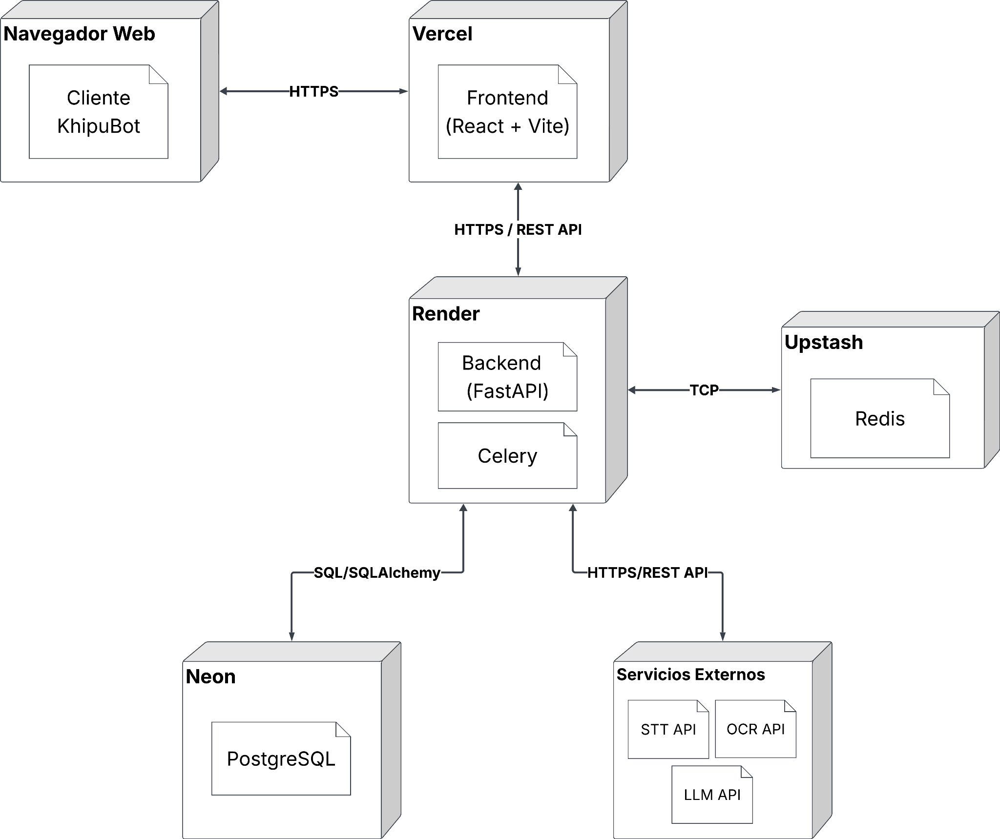 Navegador Web
Cliente
KhipuBot
HTTPS
Vercel
Frontend
(React + Vite)
HTTPS / REST API
Render
Backend
(FastAPI)
Celery
TCP
Upstash
Redis
SQL/SQLAlchemy
HTTPS/REST API
Neon
PostgreSQL
Servicios Externos
STT API
OCR API
LLM API